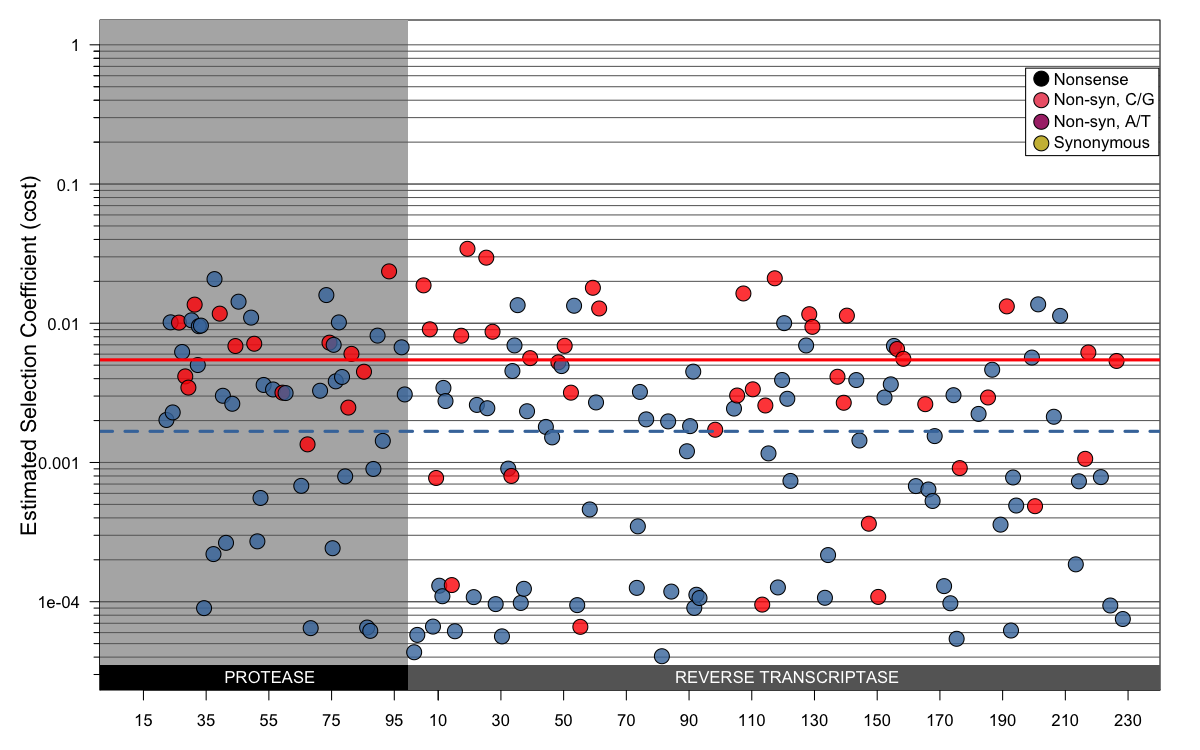 Estimated Selection Coefficient (cost)
1
0.1
0.01
0.001
1e-04
Nonsense
Non-syn, C/G
Non-syn, A/T
Synonymous
PROTEASE REVERSE TRANSCRIPTASE
15 35 55 75 95 10 30 50 70 90 110 130 150 170 190 210 230